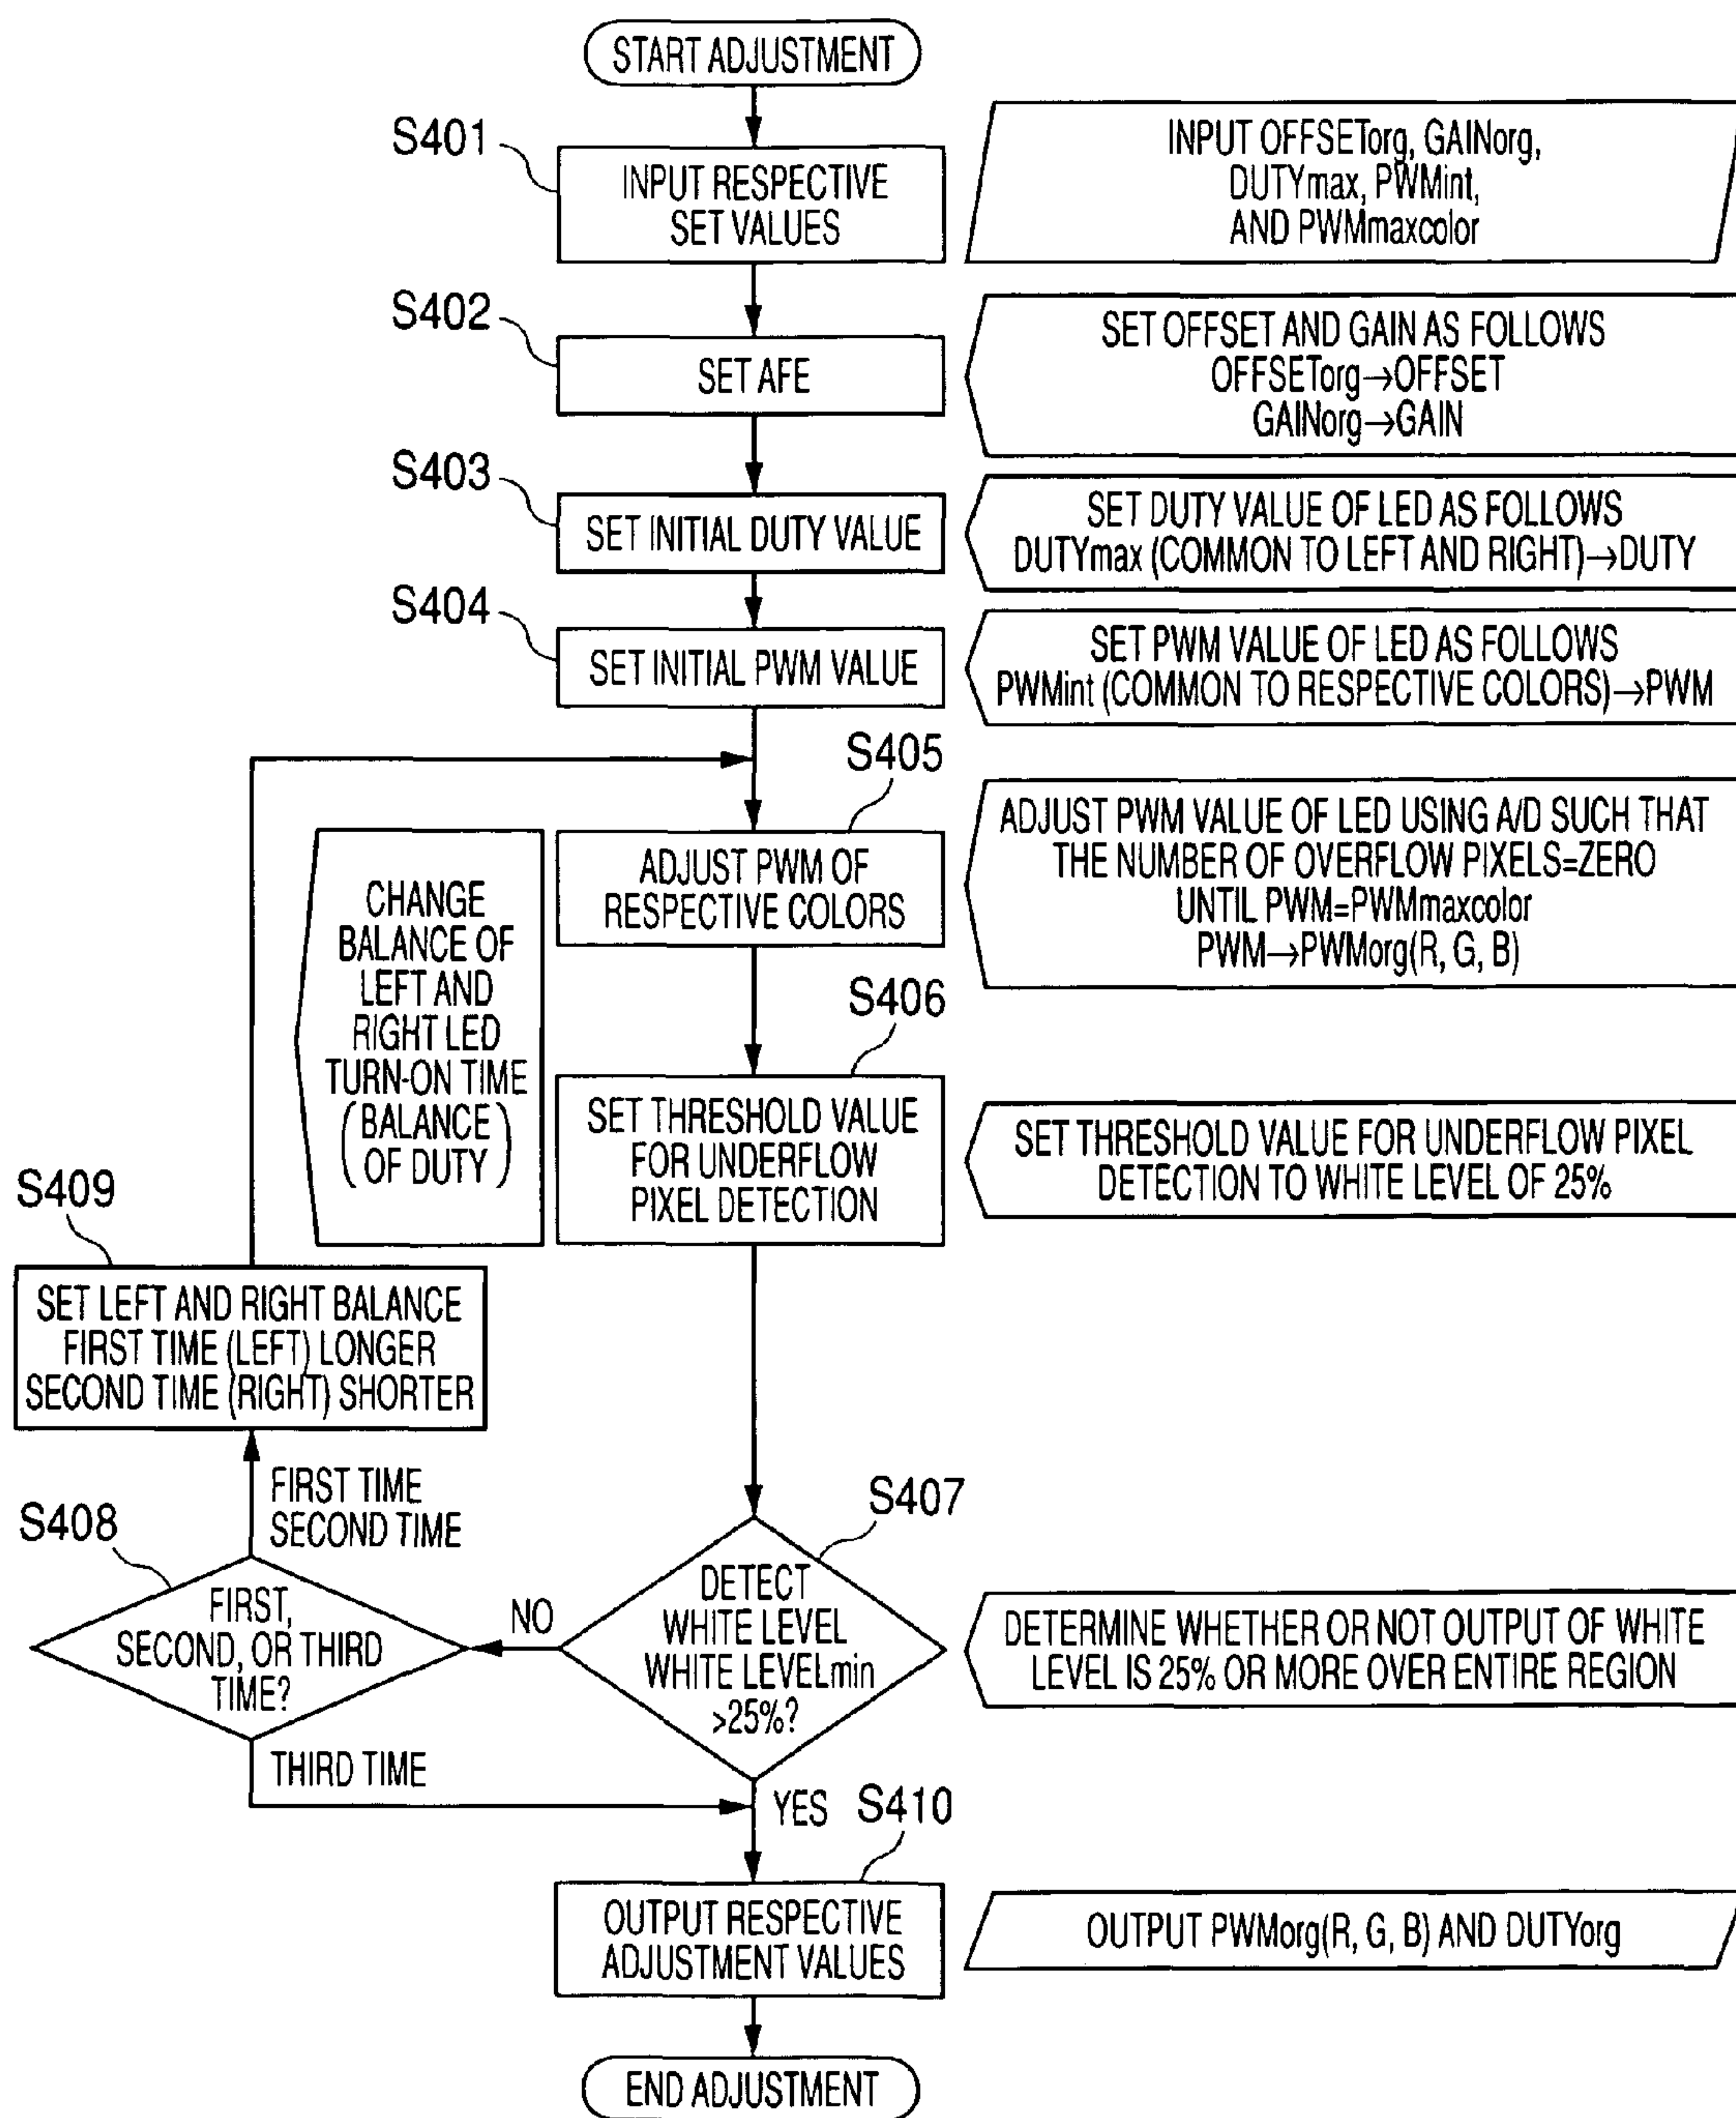 START ADJUSTMENT
S401
INPUT RESPECTIVE
SET VALUES
INPUT OFFSETorg, GAINorg,
DUTYmax, PWMint,
AND PWMmaxcolor
S402
SET AFE
SET OFFSET AND GAIN AS FOLLOWS
OFFSETorg→OFFSET
GAINorg→GAIN
S403
SET INITIAL DUTY VALUE
SET DUTY VALUE OF LED AS FOLLOWS
DUTYmax (COMMON TO LEFT AND RIGHT)→DUTY
S404
SET INITIAL PWM VALUE
SET PWM VALUE OF LED AS FOLLOWS
PWMint (COMMON TO RESPECTIVE COLORS)→PWM
S405
ADJUST PWM OF
RESPECTIVE COLORS
ADJUST PWM VALUE OF LED USING A/D SUCH THAT
THE NUMBER OF OVERFLOW PIXELS=ZERO
UNTIL PWM=PWMmaxcolor
PWM→PWMorg(R, G, B)
CHANGE
BALANCE OF
LEFT AND
RIGHT LED
TURN-ON TIME
(BALANCE
OF DUTY)
S406
SET THRESHOLD VALUE
FOR UNDERFLOW
PIXEL DETECTION
SET THRESHOLD VALUE FOR UNDERFLOW PIXEL
DETECTION TO WHITE LEVEL OF 25%
S409
SET LEFT AND RIGHT BALANCE
FIRST TIME (LEFT) LONGER
SECOND TIME (RIGHT) SHORTER
FIRST TIME
SECOND TIME
S408
FIRST,
SECOND, OR THIRD
TIME?
THIRD TIME
NO
S407
DETECT
WHITE LEVEL
WHITE LEVELmin
>25%?
DETERMINE WHETHER OR NOT OUTPUT OF WHITE
LEVEL IS 25% OR MORE OVER ENTIRE REGION
YES
S410
OUTPUT RESPECTIVE
ADJUSTMENT VALUES
OUTPUT PWMorg(R, G, B) AND DUTYorg
END ADJUSTMENT